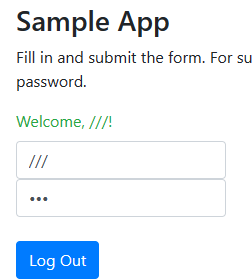 Sample App
Fill in and submit the form. For su
password.
Welcome, ///!
///
•••
Log Out